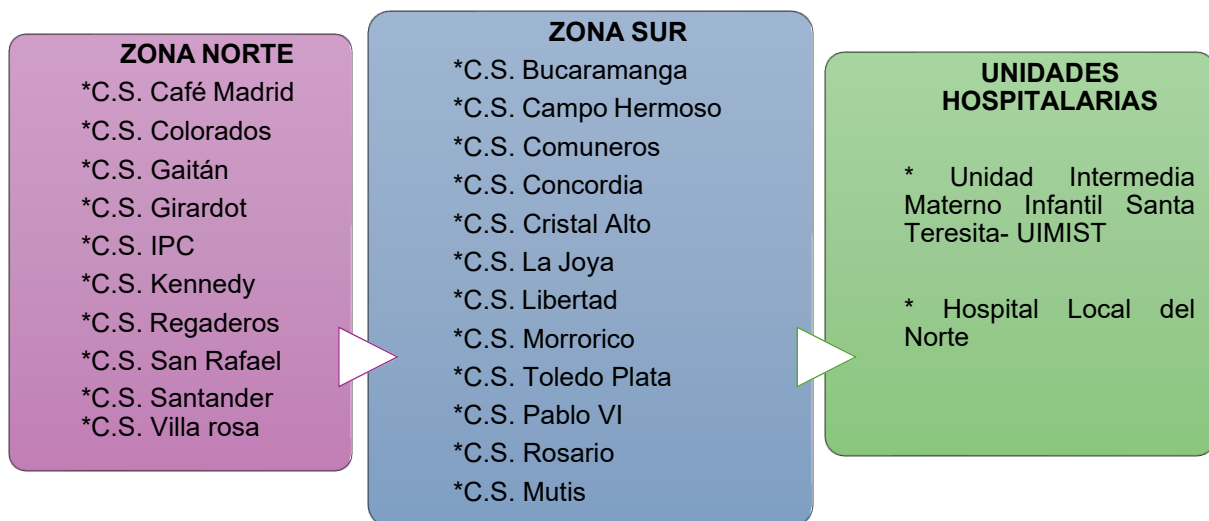 ZONA NORTE
*C.S. Café Madrid
*C.S. Colorados
*C.S. Gaitán
*C.S. Girardot
*C.S. IPC
*C.S. Kennedy
*C.S. Regaderos
*C.S. San Rafael
*C.S. Santander
*C.S. Villa rosa
ZONA SUR
*C.S. Bucaramanga
*C.S. Campo Hermoso
*C.S. Comuneros
*C.S. Concordia
*C.S. Cristal Alto
*C.S. La Joya
*C.S. Libertad
*C.S. Morrorico
*C.S. Toledo Plata
*C.S. Pablo VI
*C.S. Rosario
*C.S. Mutis
UNIDADES
HOSPITALARIAS
* Unidad Intermedia
Materno Infantil Santa
Teresita- UIMIST
* Hospital Local del
Norte